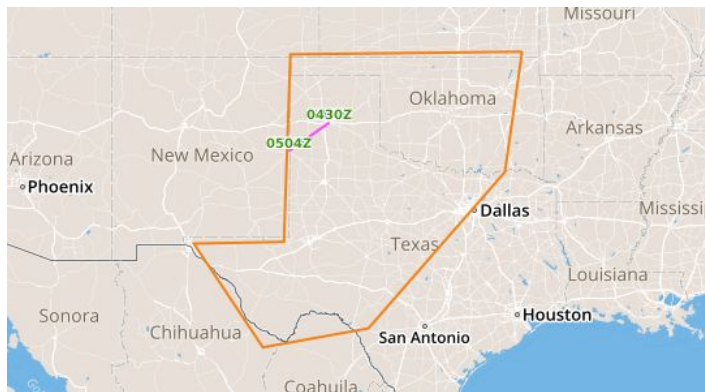 Missouri
0430Z
Oklahoma
0504Z
Arkansas
Arizona
New Mexico
Phoenix
Dallas
Mississi
Texas
Louisiana
Sonora
Chihuahua
San Antonio
Houston
Coahuila